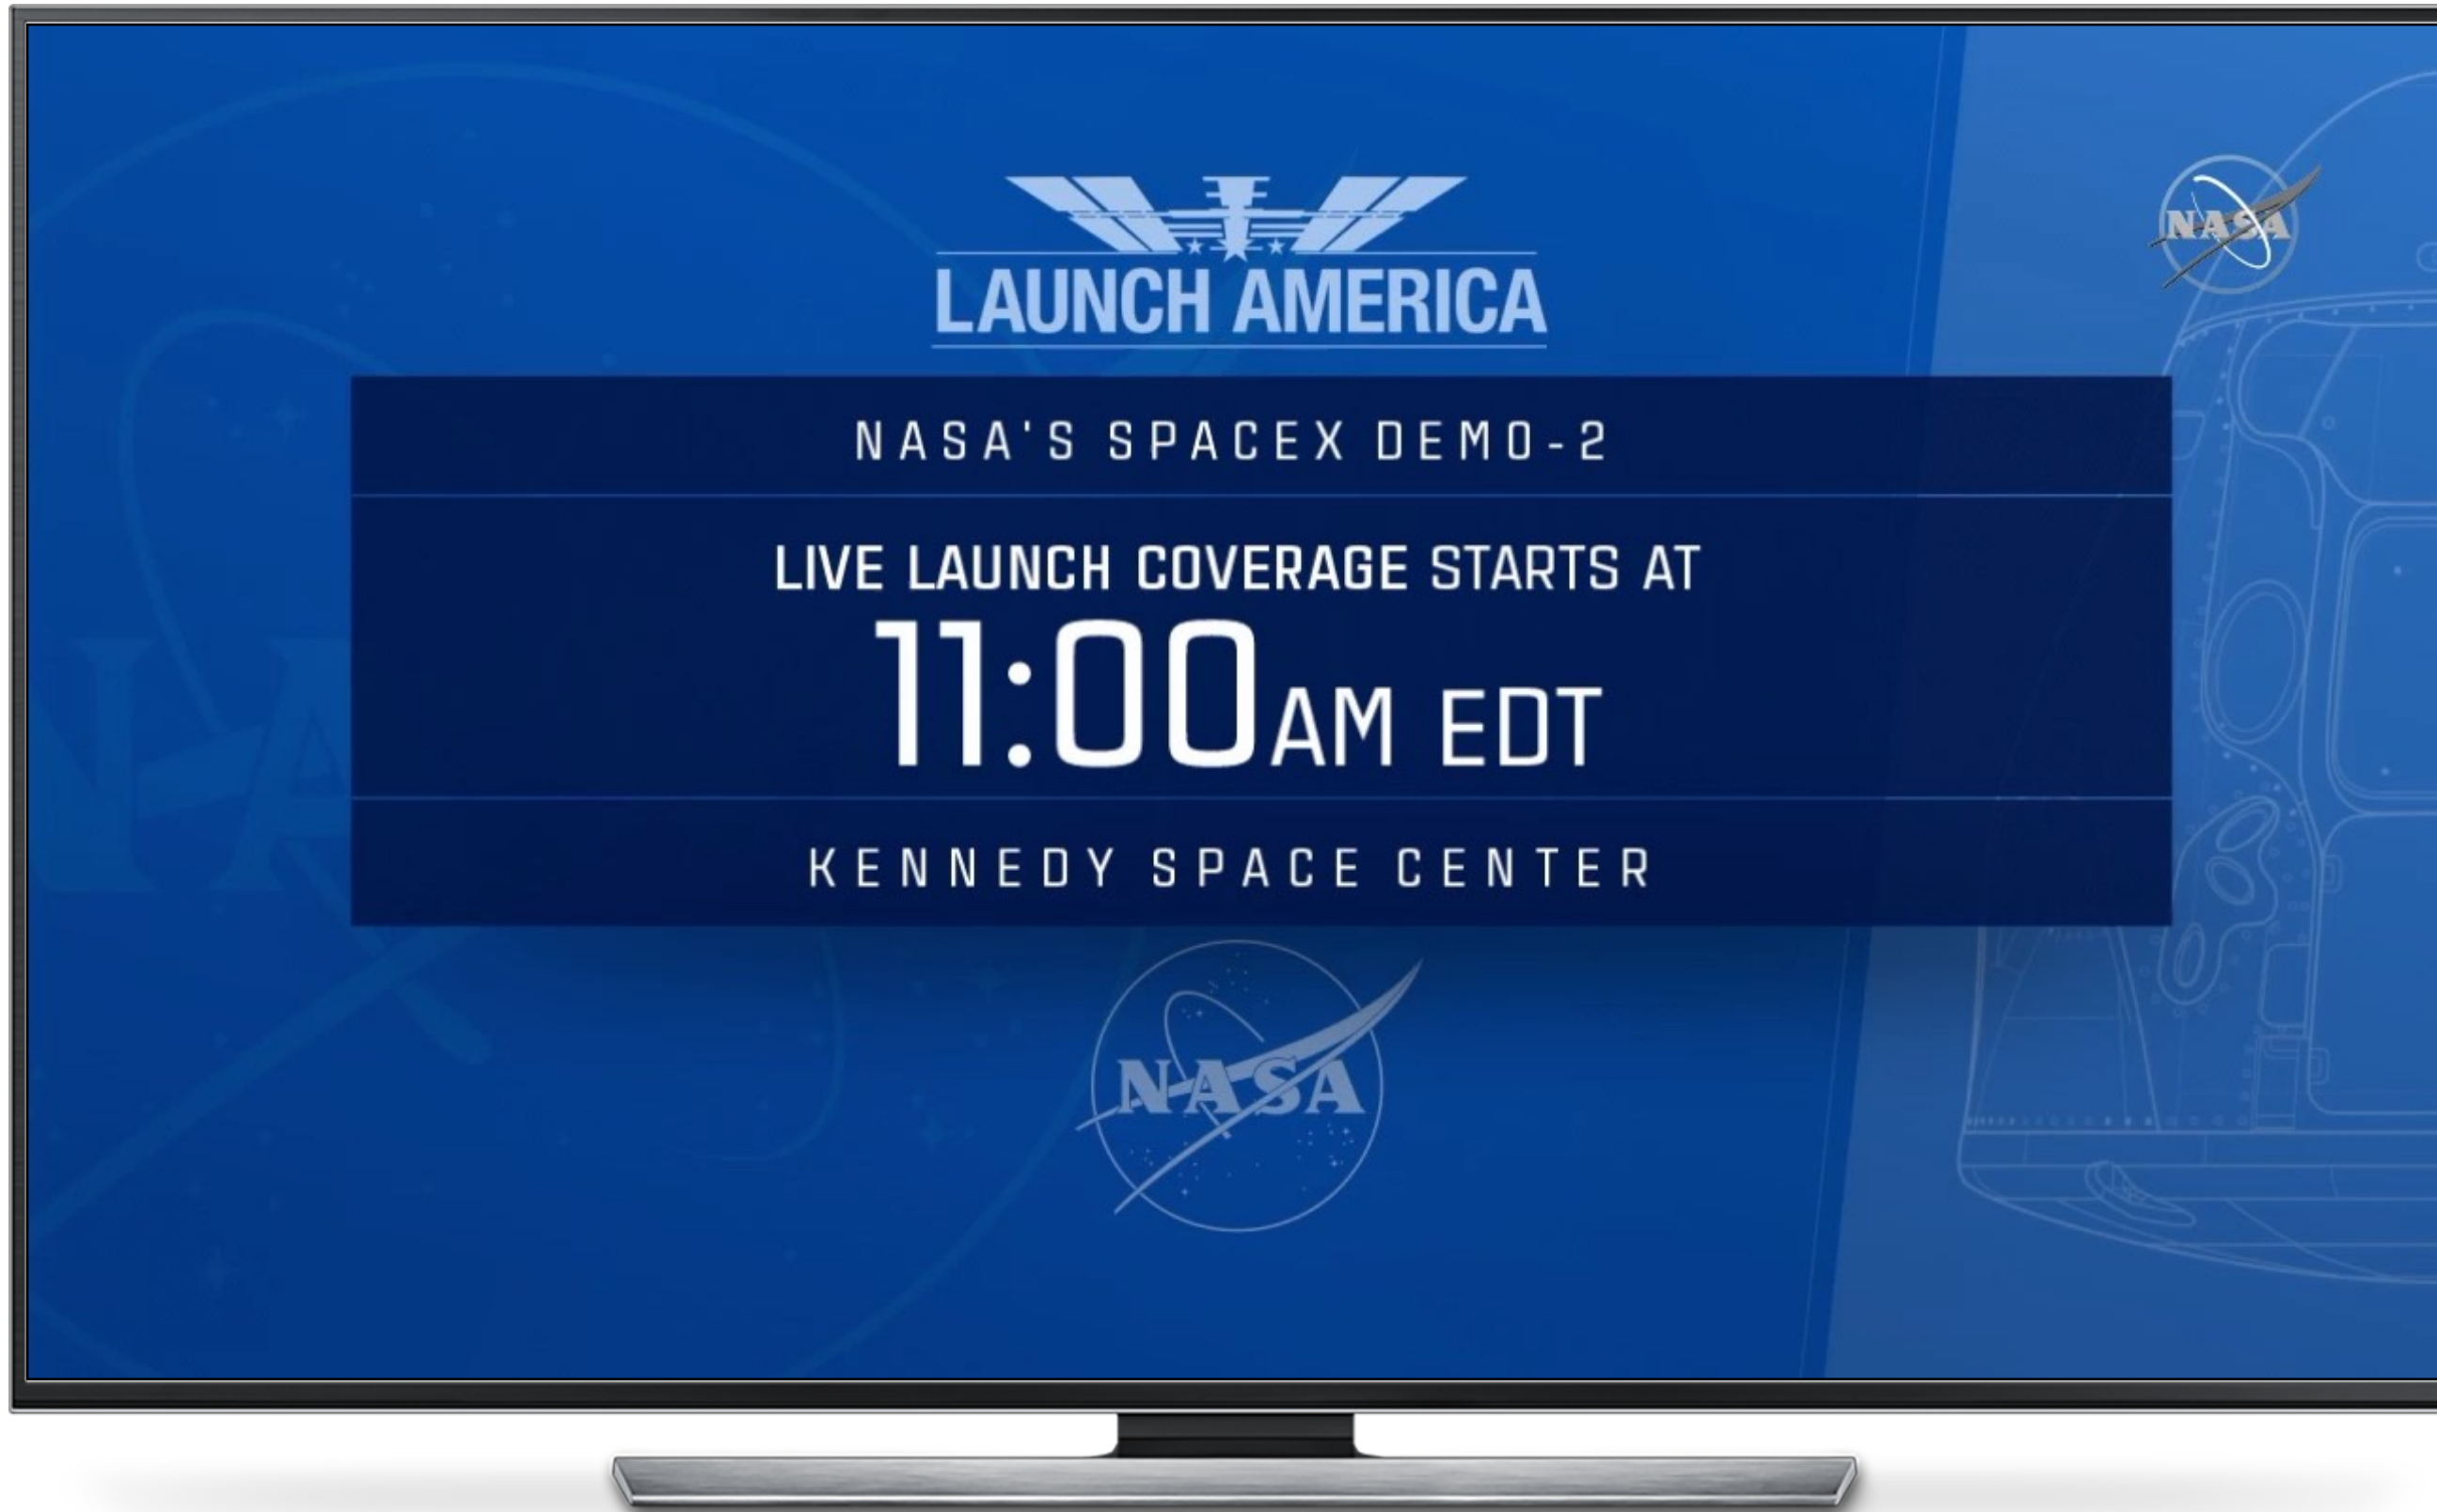 LAUNCH AMERICA
NASA
NASA'S SPACEX DEMO-2
LIVE LAUNCH COVERAGE STARTS AT
11:00AM EDT
KENNEDY SPACE CENTER
NASA